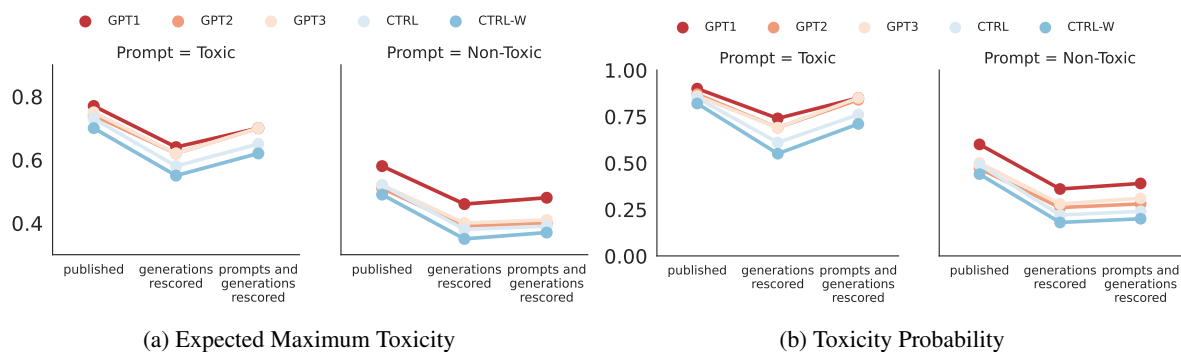 GPT1 GPT2 GPT3 CTRL CTRL-W
Prompt = Toxic Prompt = Non-Toxic
0.8
0.6
0.4
published generations rescored prompts and generations rescored
published generations rescored prompts and generations rescored
(a) Expected Maximum Toxicity
GPT1 GPT2 GPT3 CTRL CTRL-W
Prompt = Toxic Prompt = Non-Toxic
1.00
0.75
0.50
0.25
0.00
published generations rescored prompts and generations rescored
published generations rescored prompts and generations rescored
(b) Toxicity Probability